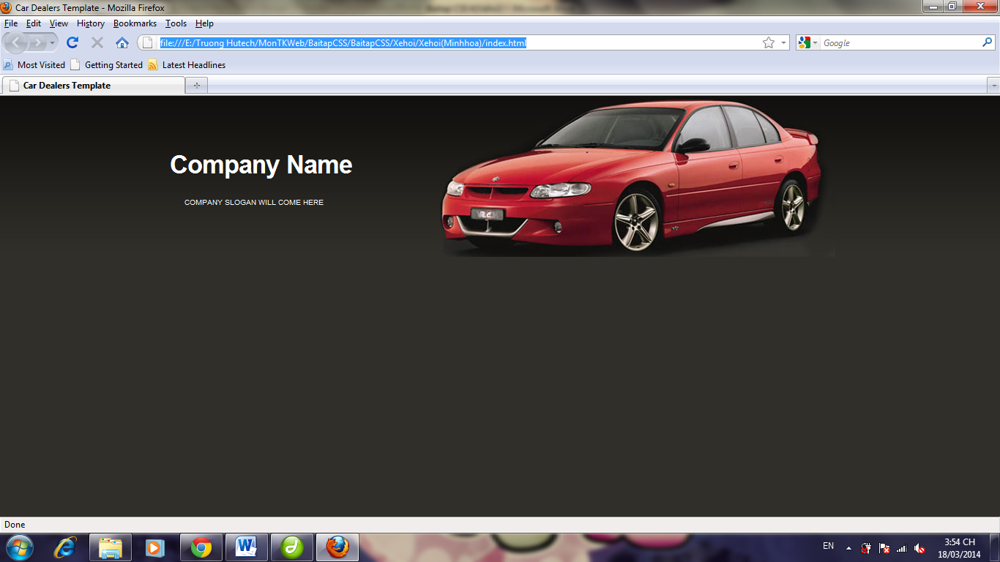 Car Dealers Template - Mozilla Firefox
File Edit View History Bookmarks Tools Help
file:///E:/Truong Hutech/MonTKWeb/BaitapCSS/BaitapCSS/Xehoi/Xehoi(Minhhoa)/index.html
Google
Most Visited Getting Started Latest Headlines
Car Dealers Template
Company Name
COMPANY SLOGAN WILL COME HERE
Done
EN
3:54 CH
18/03/2014